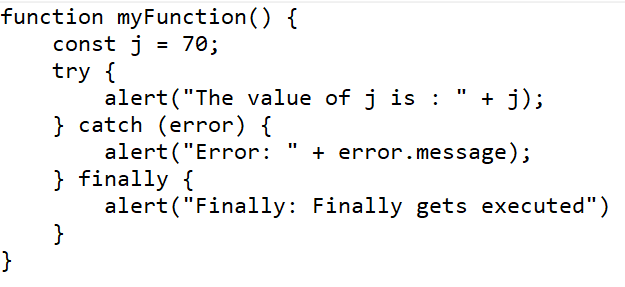 function myFunction() {
    const j = 70;
    try {
        alert("The value of j is : " + j);
    } catch (error) {
        alert("Error: " + error.message);
    } finally {
        alert("Finally: Finally gets executed")
    }
}